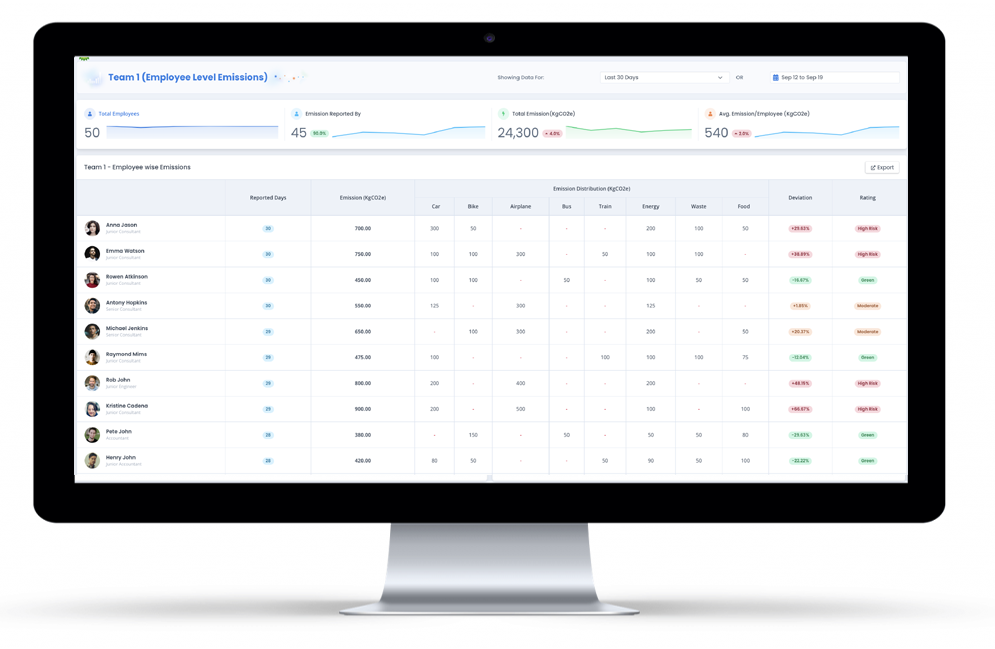 Team 1 (Employee Level Emissions)
Showing Data For: Last 30 Days OR Sep 12 to Sep 19
Total Employees
50
Emission Reported By
45 90.0%
Total Emission(KgCO2e)
24,300 + 4.0%
Avg. Emission/Employee (KgCO2e)
540 + 2.0%
Team 1 - Employee wise Emissions Export
Reported Days Emission (KgCO2e) Emission Distribution (KgCO2e) Deviation Rating
Car Bike Airplane Bus Train Energy Waste Food
Anna Jason 30 700.00 300 50 - - - 200 100 50 +29.63% High Risk
Junior Consultant
Emma Watson 30 750.00 100 100 300 - 50 100 100 - +38.89% High Risk
Senior Consultant
Rowen Atkinson 30 450.00 100 100 - 50 - 100 50 50 -16.67% Green
Senior Consultant
Antony Hopkins 30 550.00 125 - 300 - - 125 - - +1.85% Moderate
Senior Consultant
Michael Jenkins 29 650.00 - 100 300 - - 200 - 50 +20.37% Moderate
Senior Consultant
Raymond Mims 29 475.00 100 - - - 100 100 100 75 -12.04% Green
Junior Consultant
Rob John 29 800.00 200 - 400 - - 200 - - +48.15% High Risk
Junior Engineer
Kristine Cadena 29 900.00 200 - 500 - - 100 - 100 +66.67% High Risk
Junior Consultant
Pete John 28 380.00 - 150 - 50 - 50 50 80 -29.63% Green
Accountant
Henry John 28 420.00 80 50 - - 50 90 50 100 -22.22% Green
Junior Accountant